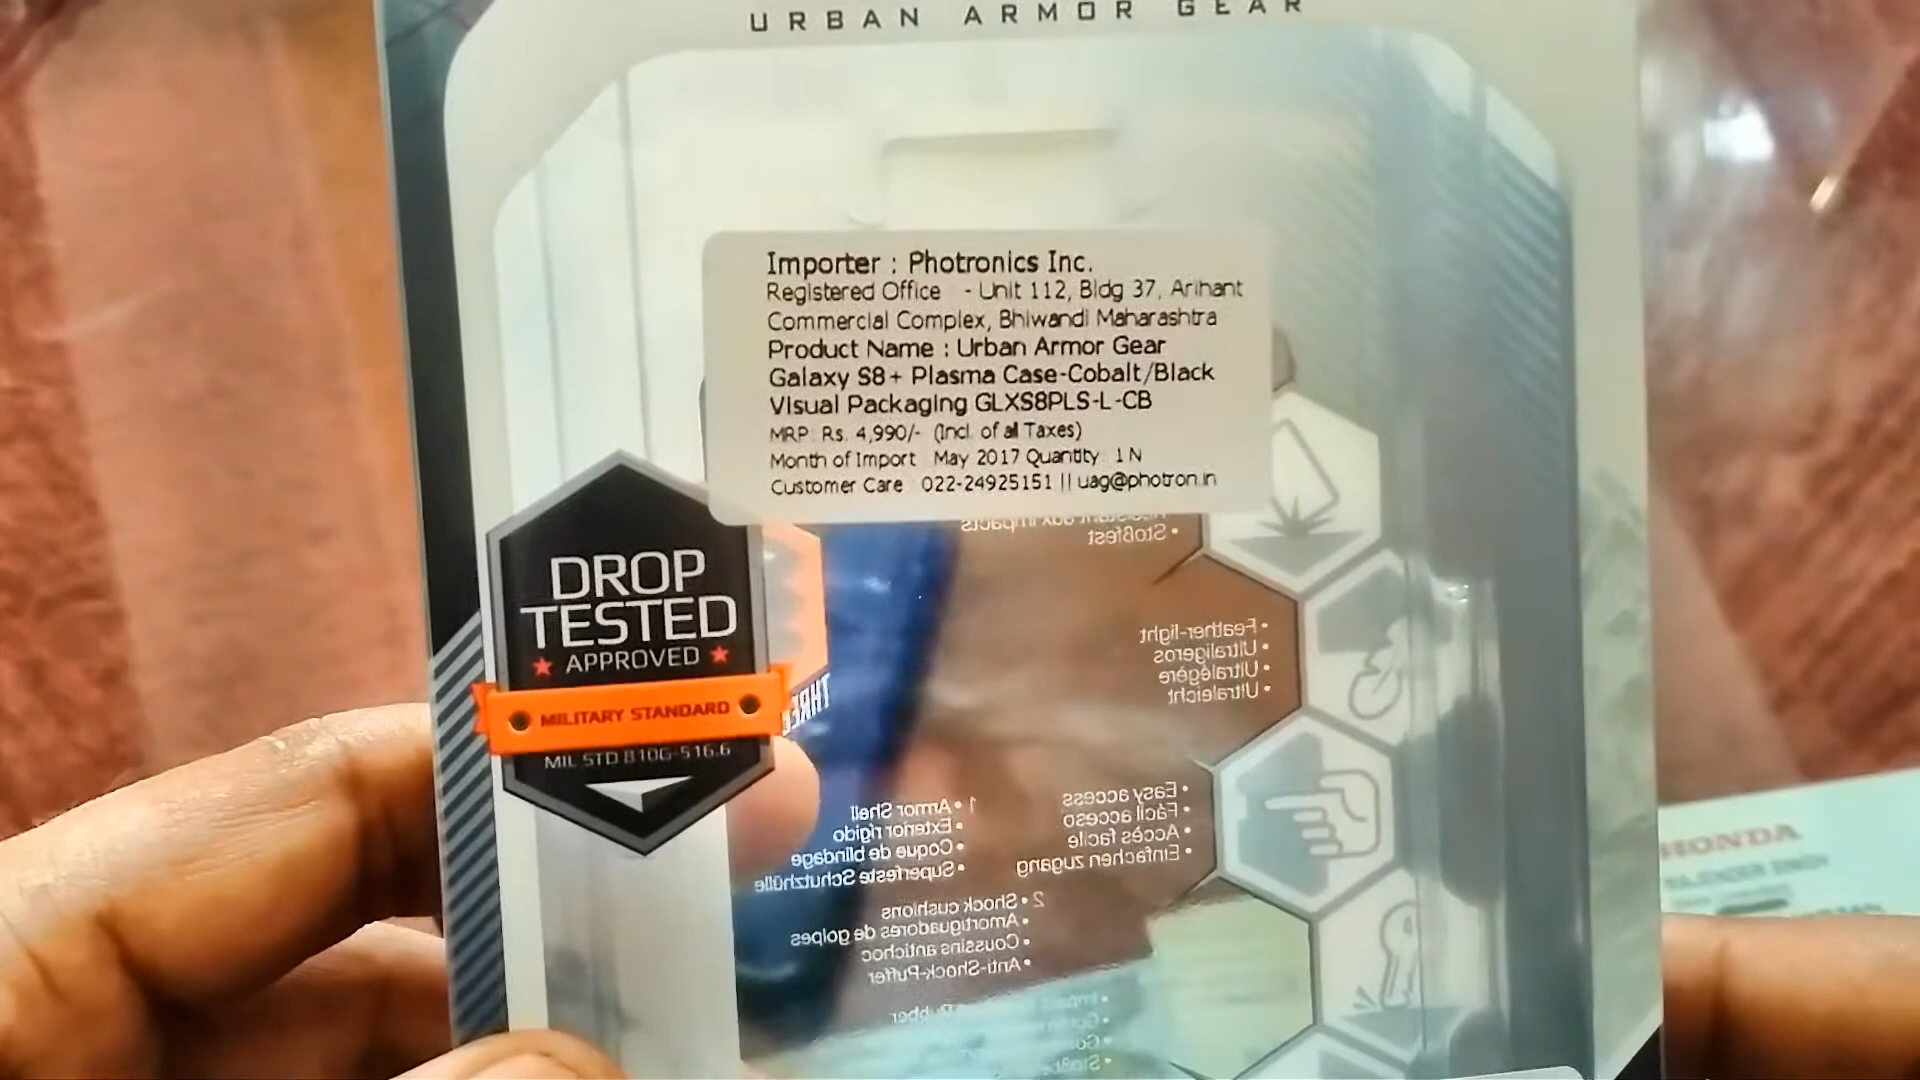 URBAN ARMOR GEAR
Importer : Photronics Inc.
Registered Office - Unit 112, Bldg 37, Arihant
Commercial Complex, Bhiwandi Maharashtra
Product Name : Urban Armor Gear
Galaxy S8+ Plasma Case-Cobalt/Black
Visual Packaging GLXS8PLS-L-CB
MRP: Rs. 4,990/- (Incl. of all Taxes)
Month of Import May 2017 Quantity 1 N
Customer Care 022-24925151 || uag@photron.in
DROP
TESTED
APPROVED
MILITARY STANDARD
MIL STD 810G-516.6
• Stoßfest
• Feather-light
• Ultraligeros
• Ultralégère
• Ultraleicht
• Easy access
• Fácil acceso
• Accès facile
• Einfachen zugang
1 • Armor Shell
• Exterior rígido
• Coque de blindage
• Superfeste Schutzhülle
2 • Shock cushions
• Amortiguadores de golpes
• Coussins antichoc
• Anti-Shock-Puffer
HONDA